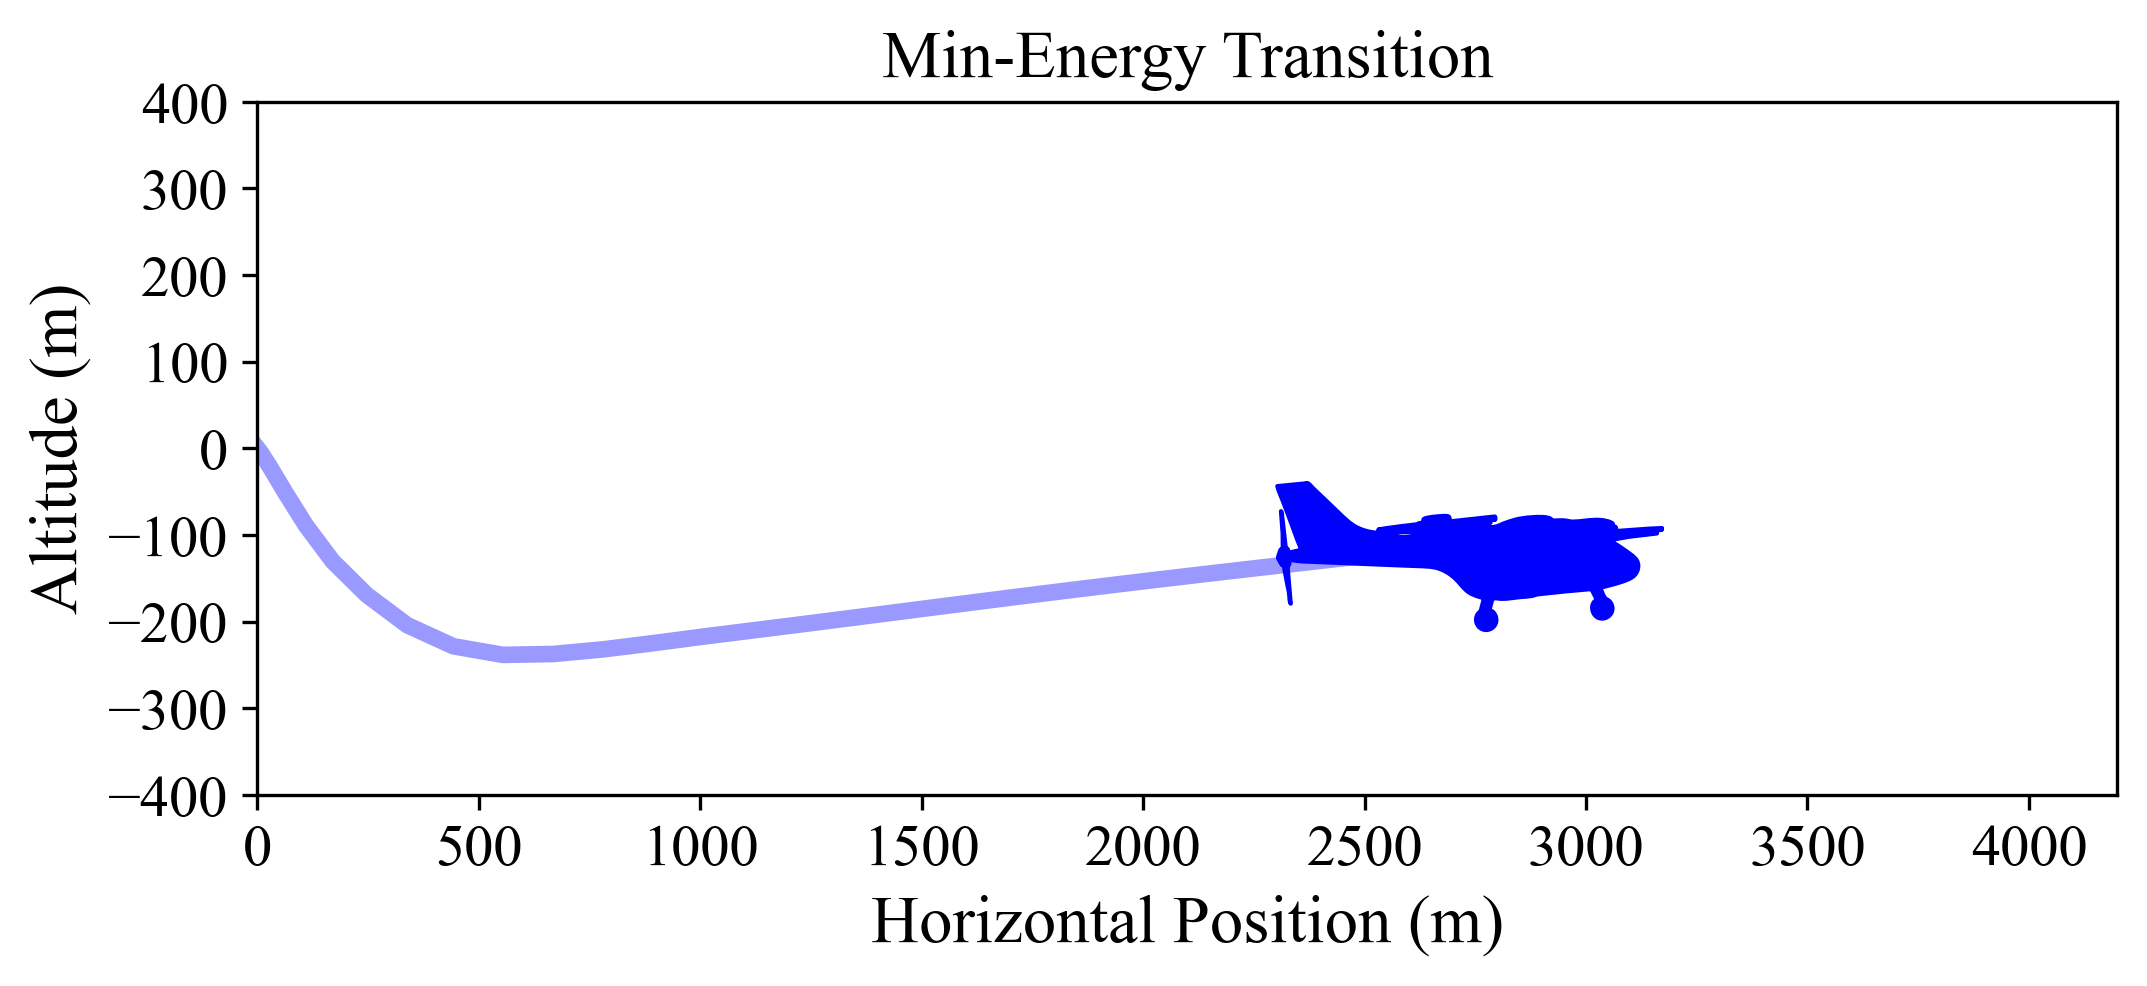 Min-Energy Transition
400
300
200
100
0
−100
−200
−300
−400
Altitude (m)
0 500 1000 1500 2000 2500 3000 3500 4000
Horizontal Position (m)